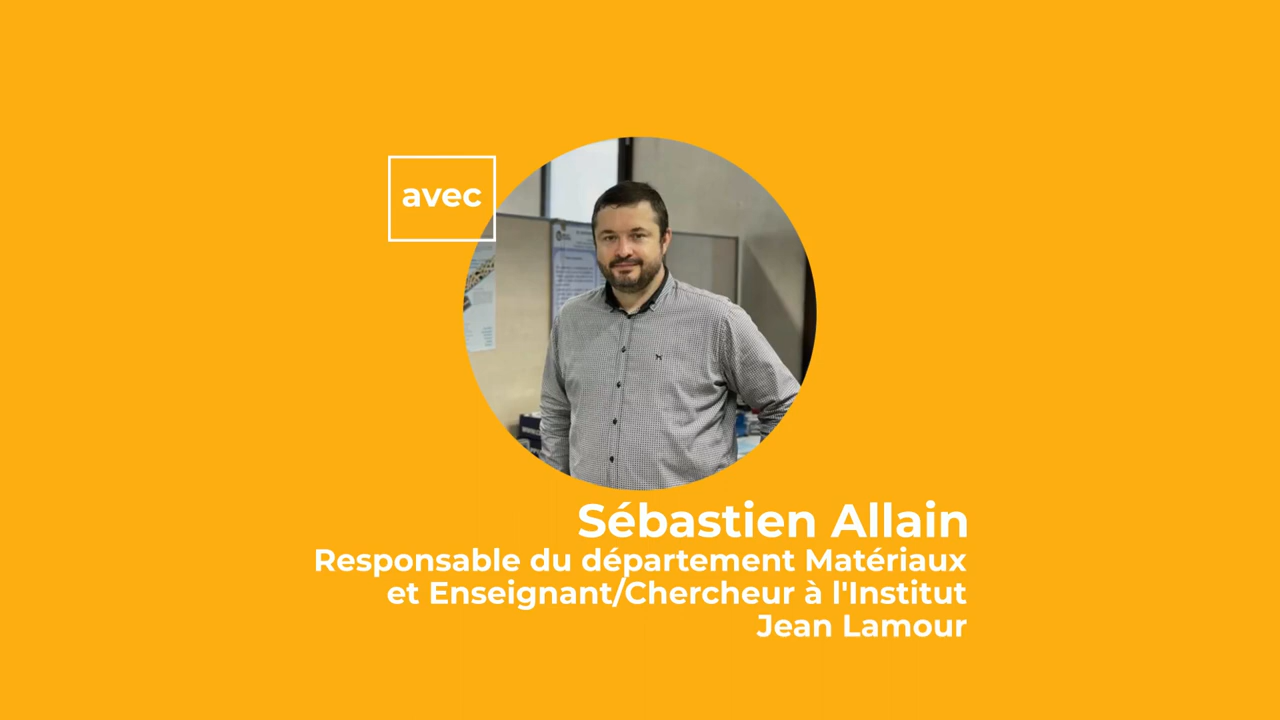 avec
Sébastien Allain
Responsable du département Matériaux
et Enseignant/Chercheur à l'Institut
Jean Lamour